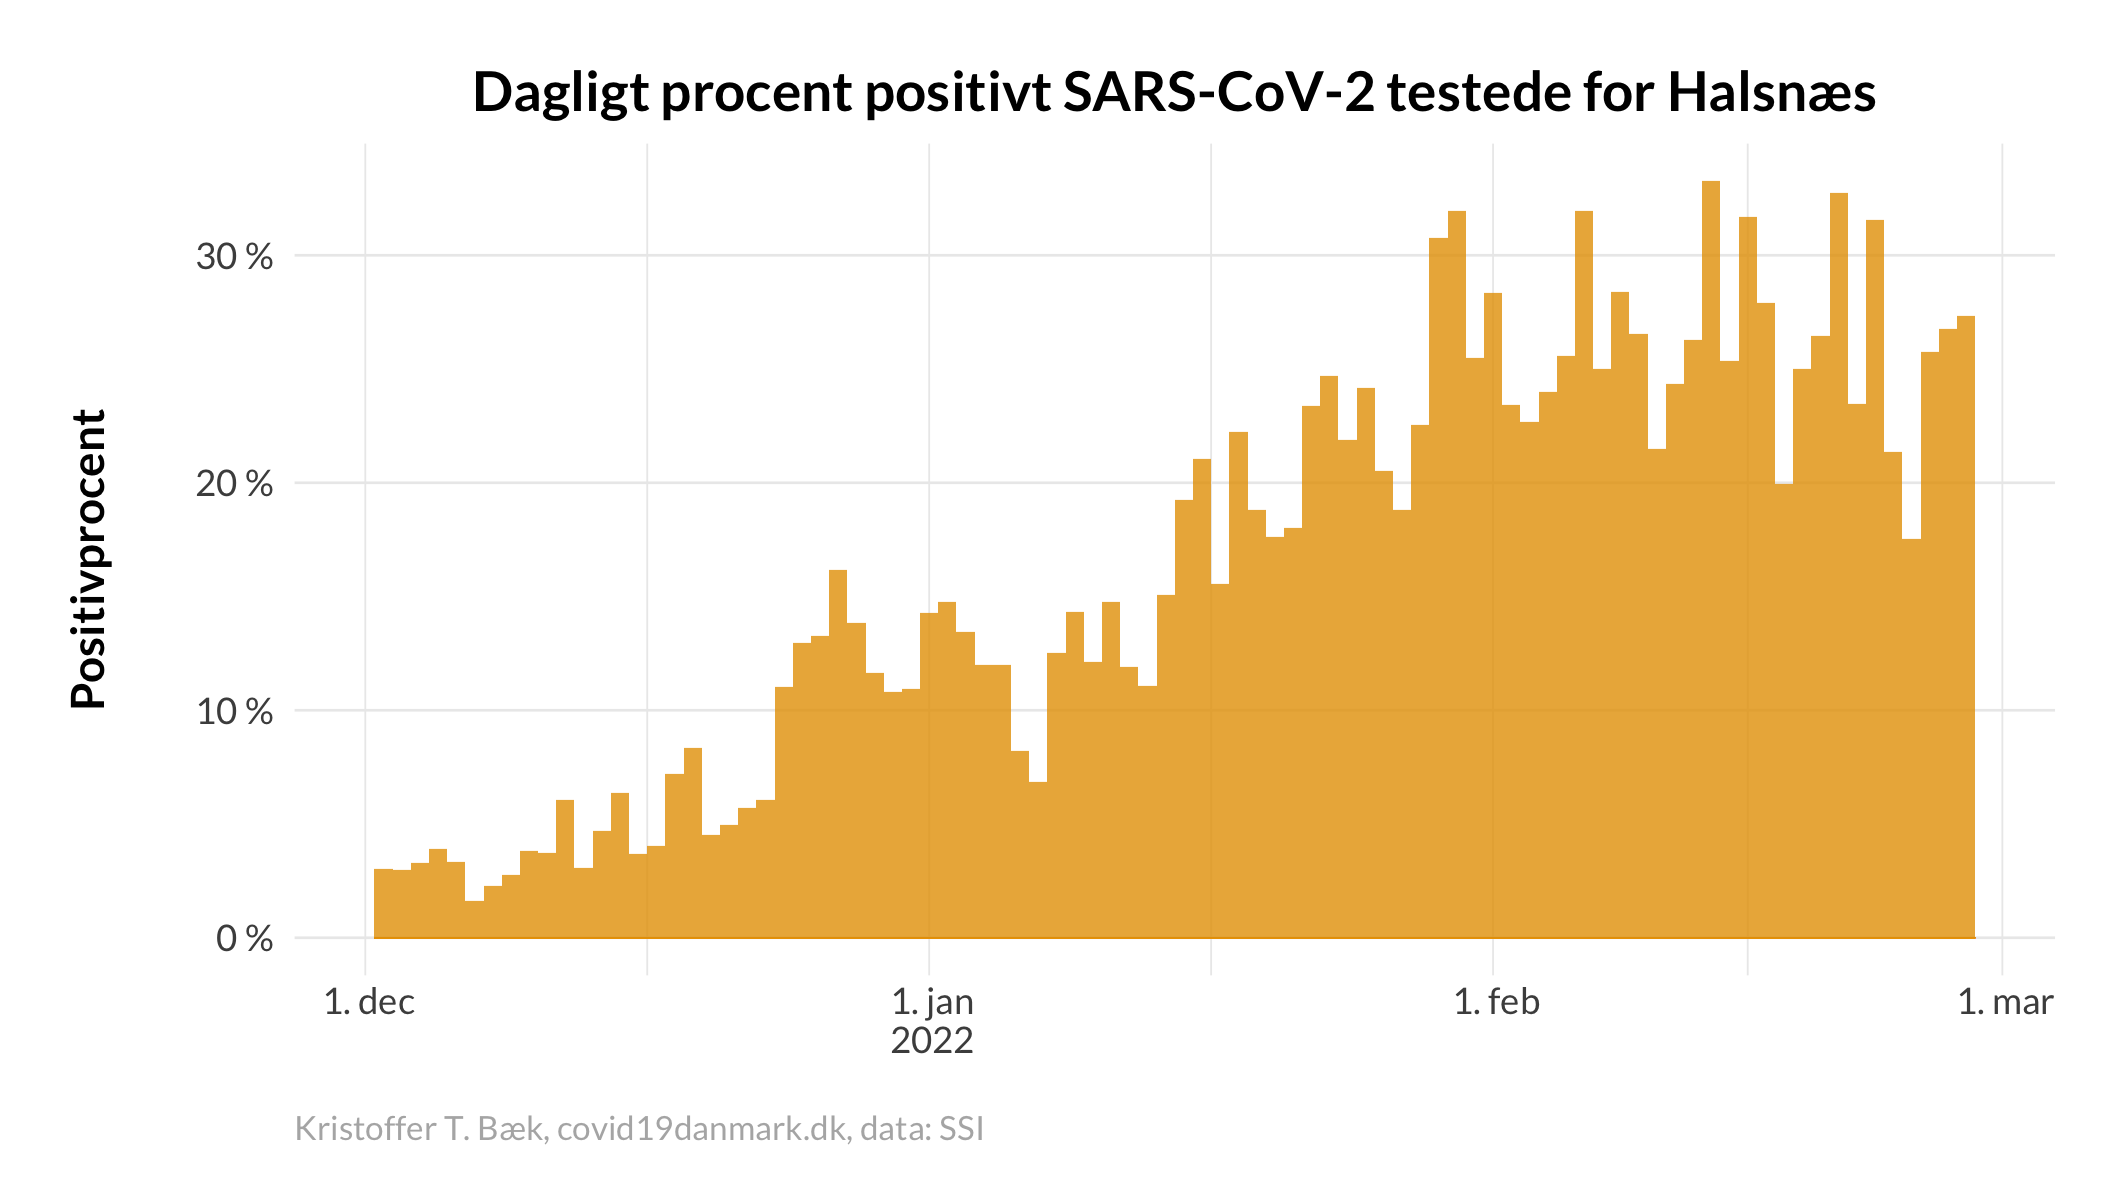 Dagligt procent positivt SARS-CoV-2 testede for Halsnæs
Positivprocent
30 %
20 %
10 %
0 %
1. dec
1. jan
2022
1. feb
1. mar
Kristoffer T. Bæk, covid19danmark.dk, data: SSI